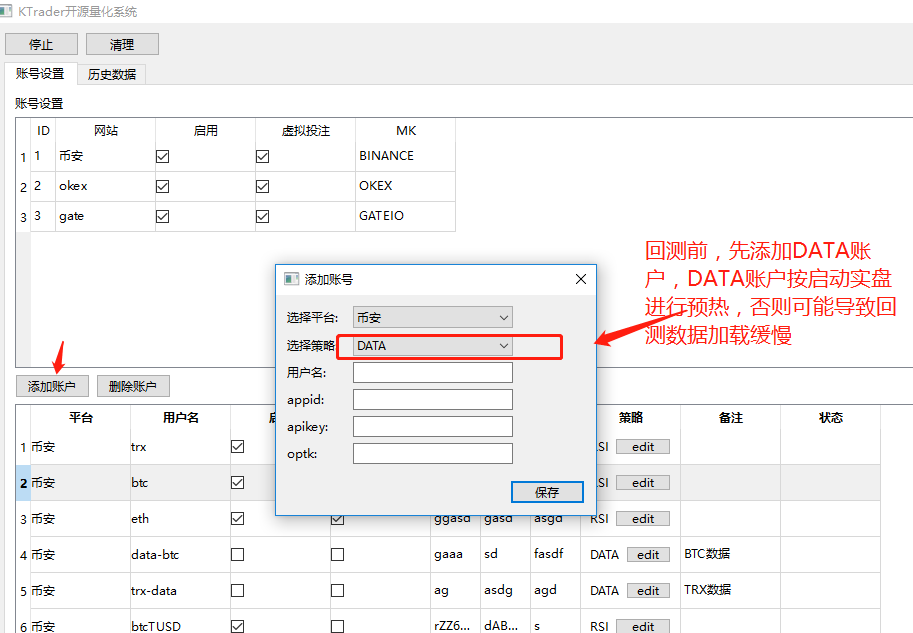 KTrader开源量化系统
停止 清理
账号设置 历史数据
账号设置
ID 网站 启用 虚拟投注 MK
1 1 币安 BINANCE
2 2 okex OKEX
3 3 gate GATEIO
回测前，先添加DATA账
户，DATA账户按启动实盘
进行预热，否则可能导致回
测数据加载缓慢
添加账号
选择平台: 币安
选择策略 DATA
用户名:
appid:
apikey:
optk:
保存
添加账户 删除账户
平台 用户名 策略 备注 状态
1 币安 trx SI edit
2 币安 btc SI edit
3 币安 eth ggasd gasd asgd RSI edit
4 币安 data-btc gaaa sd fasdf DATA edit BTC数据
5 币安 trx-data ag asdg agd DATA edit TRX数据
6 币安 btcTUSD rZZ6... dAB... s RSI edit